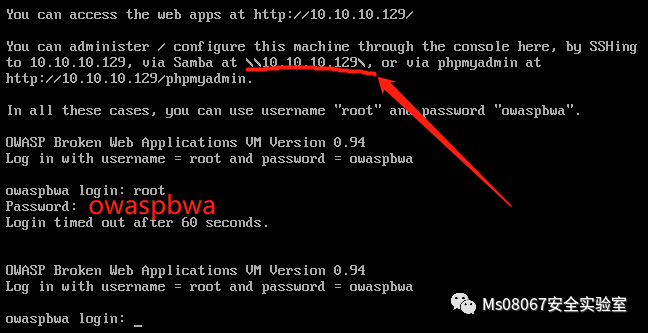 You can access the web apps at http://10.10.10.129/
You can administer / configure this machine through the console here, by SSHing
to 10.10.10.129, via Samba at \\10.10.10.129\, or via phpmyadmin at
http://10.10.10.129/phpmyadmin.
In all these cases, you can use username "root" and password "owaspbwa".
OWASP Broken Web Applications VM Version 0.94
Log in with username = root and password = owaspbwa
owaspbwa login: root
Password: owaspbwa
Login timed out after 60 seconds.
OWASP Broken Web Applications VM Version 0.94
Log in with username = root and password = owaspbwa
Ms08067安全实验室
owaspbwa login: _